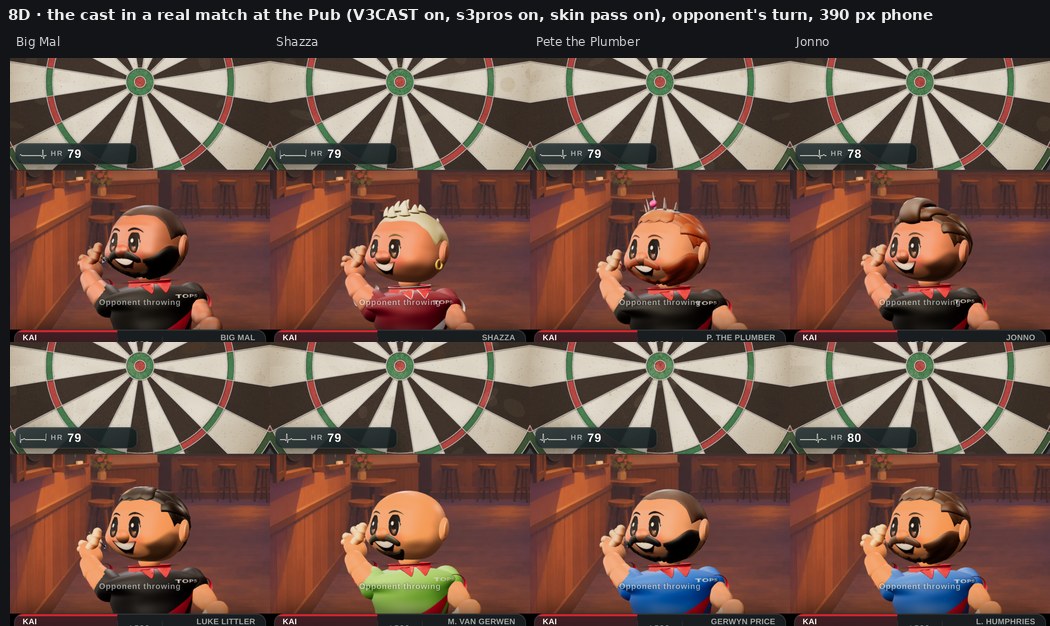 8D · the cast in a real match at the Pub (V3CAST on, s3pros on, skin pass on), opponent's turn, 390 px phone
Big Mal Shazza Pete the Plumber Jonno
HR 79 HR 79 HR 79 HR 78
TOPS
Opponent throwing Opponent throwing Opponent throwing Opponent throwing
KAI BIG MAL KAI SHAZZA KAI P. THE PLUMBER KAI JONNO
HR 79 HR 79 HR 79 HR 80
Opponent throwing Opponent throwing Opponent throwing Opponent throwing
KAI LUKE LITTLER KAI M. VAN GERWEN KAI GERWYN PRICE KAI L. HUMPHRIES